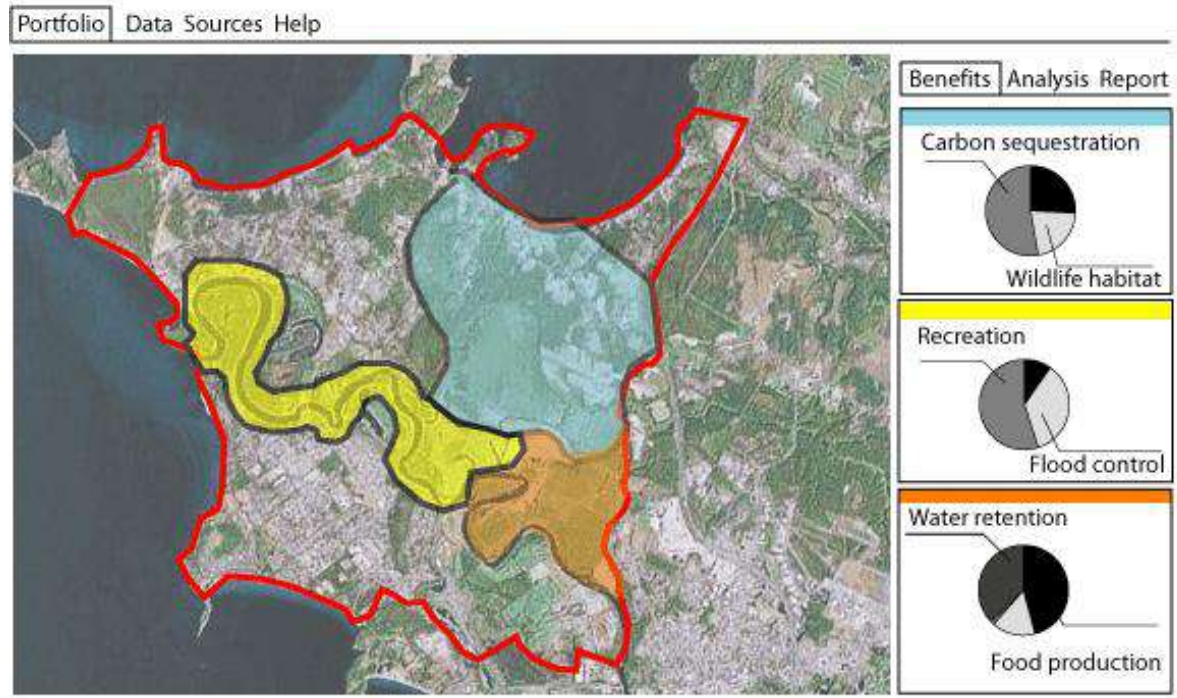 Portfolio Data Sources Help
Benefits Analysis Report
Carbon sequestration
Wildlife habitat
Recreation
Flood control
Water retention
Food production